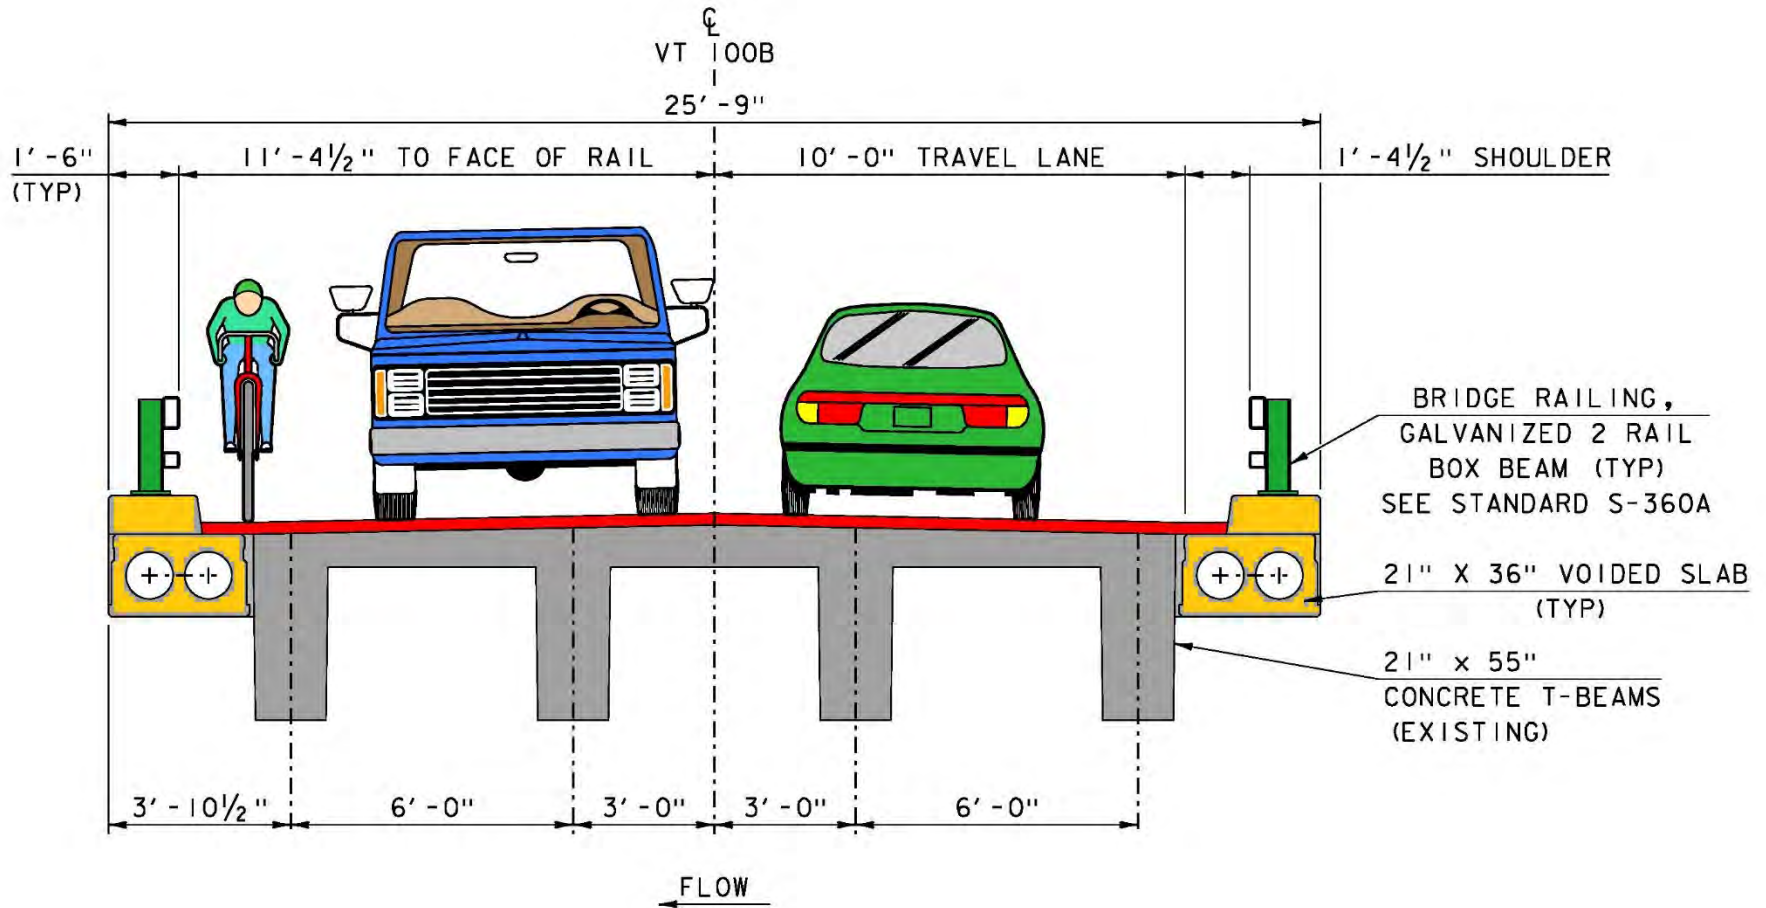 ℄
VT 100B
25'-9"
1'-6"
(TYP)
11'-4½" TO FACE OF RAIL
10'-0" TRAVEL LANE
1'-4½" SHOULDER
BRIDGE RAILING,
GALVANIZED 2 RAIL
BOX BEAM (TYP)
SEE STANDARD S-360A
21" X 36" VOIDED SLAB
(TYP)
21" x 55"
CONCRETE T-BEAMS
(EXISTING)
3'-10½"
6'-0"
3'-0"
3'-0"
6'-0"
FLOW